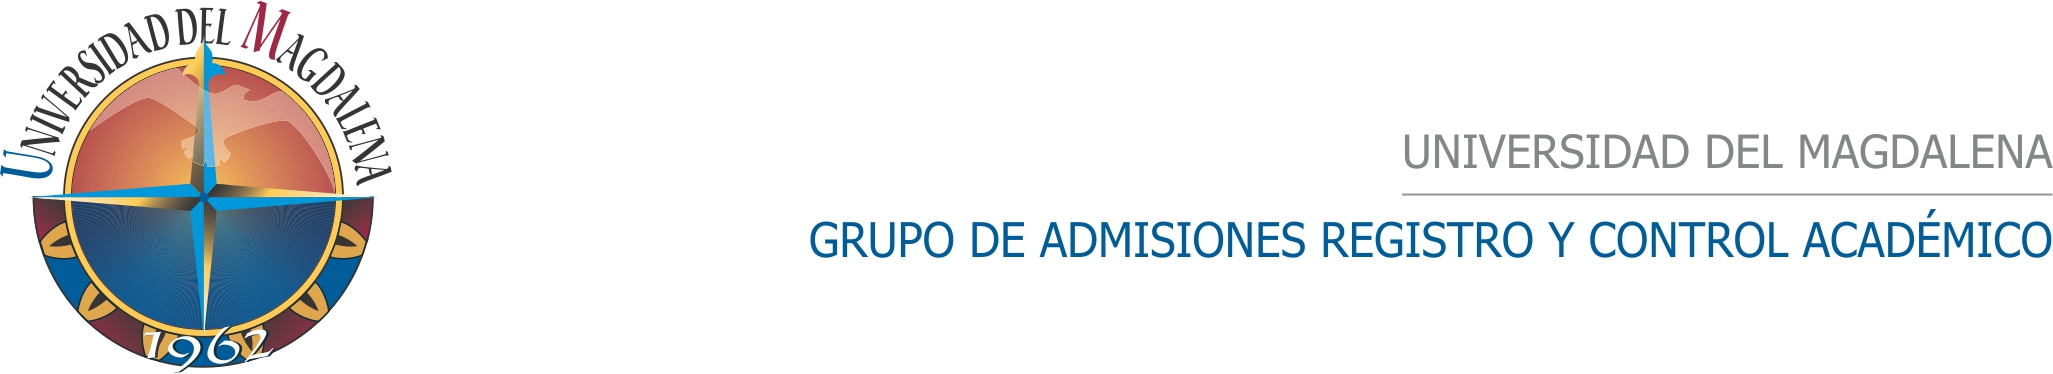 UNIVERSIDAD DEL MAGDALENA
1962
UNIVERSIDAD DEL MAGDALENA
GRUPO DE ADMISIONES REGISTRO Y CONTROL ACADÉMICO